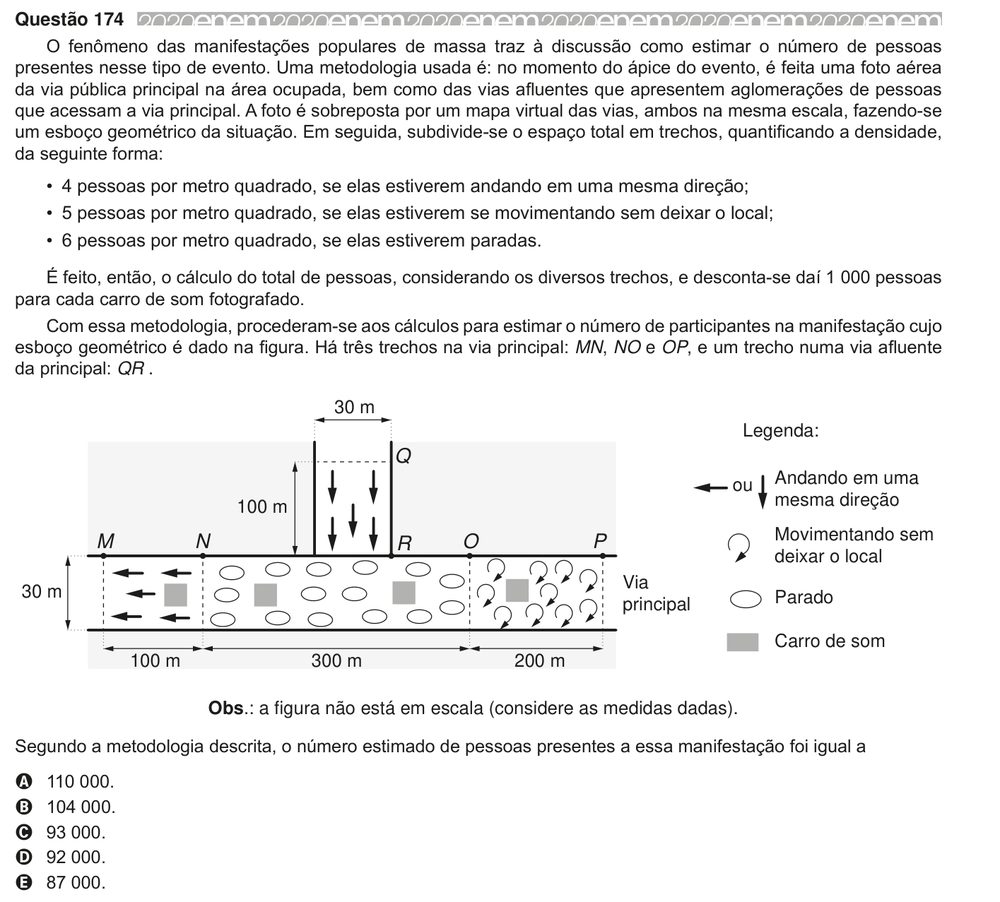 Questão 174 2020enem2020enem2020enem2020enem2020enem2020enem
O fenômeno das manifestações populares de massa traz à discussão como estimar o número de pessoas
presentes nesse tipo de evento. Uma metodologia usada é: no momento do ápice do evento, é feita uma foto aérea
da via pública principal na área ocupada, bem como das vias afluentes que apresentem aglomerações de pessoas
que acessam a via principal. A foto é sobreposta por um mapa virtual das vias, ambos na mesma escala, fazendo-se
um esboço geométrico da situação. Em seguida, subdivide-se o espaço total em trechos, quantificando a densidade,
da seguinte forma:
• 4 pessoas por metro quadrado, se elas estiverem andando em uma mesma direção;
• 5 pessoas por metro quadrado, se elas estiverem se movimentando sem deixar o local;
• 6 pessoas por metro quadrado, se elas estiverem paradas.
É feito, então, o cálculo do total de pessoas, considerando os diversos trechos, e desconta-se daí 1 000 pessoas
para cada carro de som fotografado.
Com essa metodologia, procederam-se aos cálculos para estimar o número de participantes na manifestação cujo
esboço geométrico é dado na figura. Há três trechos na via principal: MN, NO e OP, e um trecho numa via afluente
da principal: QR .
30 m
Q
100 m
M N R O P
30 m
Via
principal
100 m 300 m 200 m
Legenda:
ou Andando em uma
mesma direção
Movimentando sem
deixar o local
Parado
Carro de som
Obs.: a figura não está em escala (considere as medidas dadas).
Segundo a metodologia descrita, o número estimado de pessoas presentes a essa manifestação foi igual a
A 110 000.
B 104 000.
C 93 000.
D 92 000.
E 87 000.